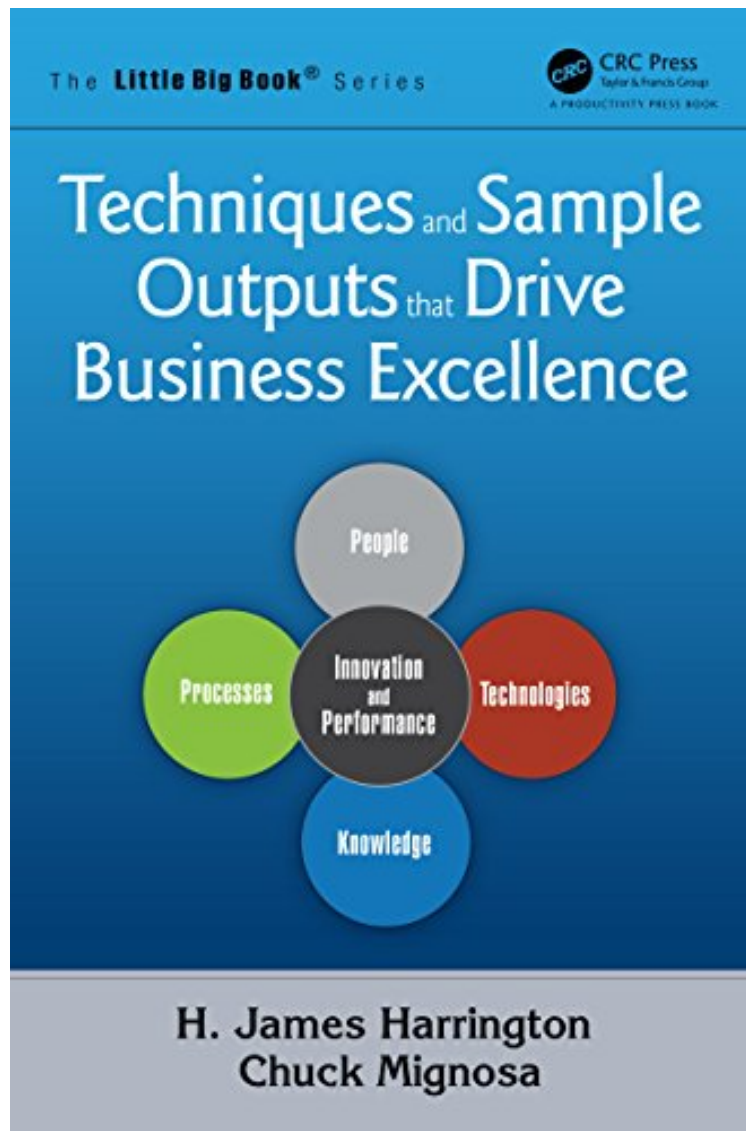 The Little Big Book® Series
CRC
CRC Press
Taylor & Francis Group
A PRODUCTIVITY PRESS BOOK
Techniques and Sample
Outputs that Drive
Business Excellence
People
Processes
Innovation
and
Performance
Technologies
Knowledge
H. James Harrington
Chuck Mignosa